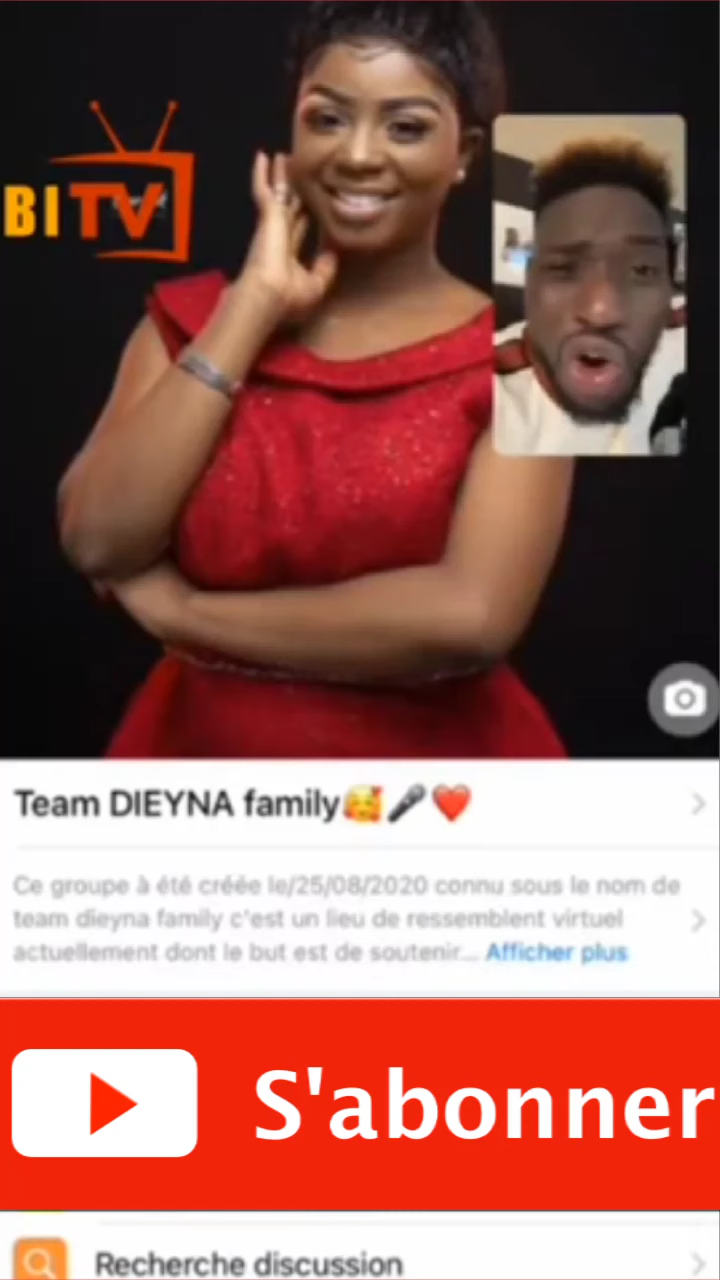 BI TV
Team DIEYNA family🥰🎤❤️
Ce groupe à été créée le/25/08/2020 connu sous le nom de
team dieyna family c'est un lieu de ressemblent virtuel
actuellement dont le but est de soutenir... Afficher plus
S'abonner
Recherche discussion